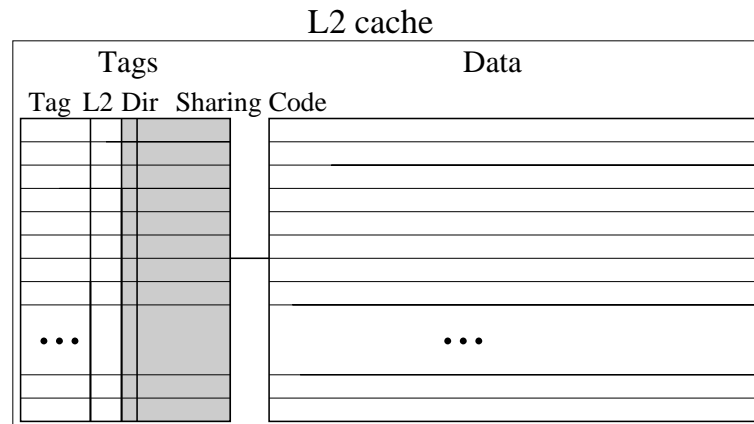 L2 cache
Tags Data
Tag L2 Dir Sharing Code
... ...